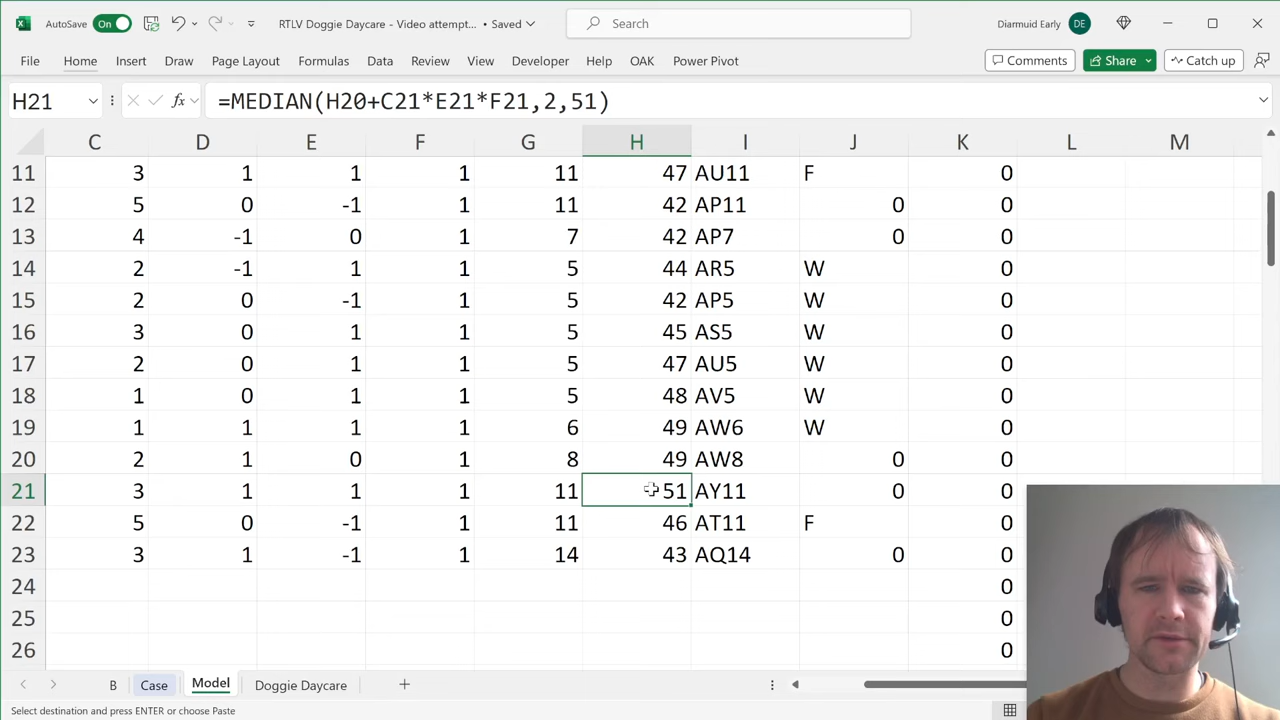 AutoSave On RTLV Doggie Daycare - Video attempt... • Saved Search Diarmuid Early DE
File Home Insert Draw Page Layout Formulas Data Review View Developer Help OAK Power Pivot Comments Share Catch up
H21 fx =MEDIAN(H20+C21*E21*F21,2,51)
C D E F G H I J K L M
11 3 1 1 1 11 47 AU11 F 0
12 5 0 -1 1 11 42 AP11 0 0
13 4 -1 0 1 7 42 AP7 0 0
14 2 -1 1 1 5 44 AR5 W 0
15 2 0 -1 1 5 42 AP5 W 0
16 3 0 1 1 5 45 AS5 W 0
17 2 0 1 1 5 47 AU5 W 0
18 1 0 1 1 5 48 AV5 W 0
19 1 1 1 1 6 49 AW6 W 0
20 2 1 0 1 8 49 AW8 0 0
21 3 1 1 1 11 51 AY11 0 0
22 5 0 -1 1 11 46 AT11 F 0
23 3 1 -1 1 14 43 AQ14 0 0
24 0
25 0
26 0
B Case Model Doggie Daycare
Select destination and press ENTER or choose Paste